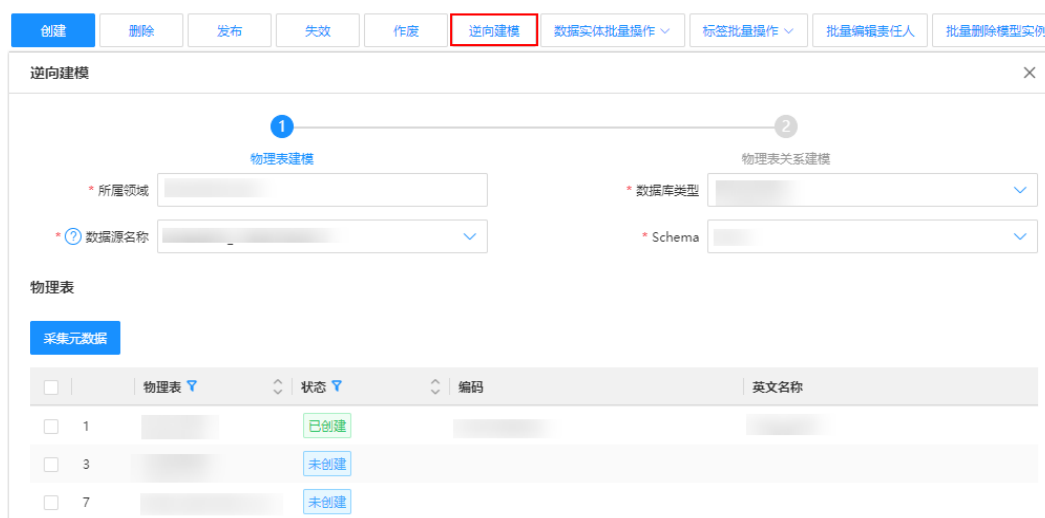 创建 删除 发布 失效 作废 逆向建模 数据实体批量操作 标签批量操作 批量编辑责任人 批量删除模型实例
逆向建模
1 2
物理表建模 物理表关系建模
* 所属领域 * 数据库类型
* ? 数据源名称 * Schema
物理表
采集元数据
物理表 状态 编码 英文名称
1 已创建
3 未创建
7 未创建